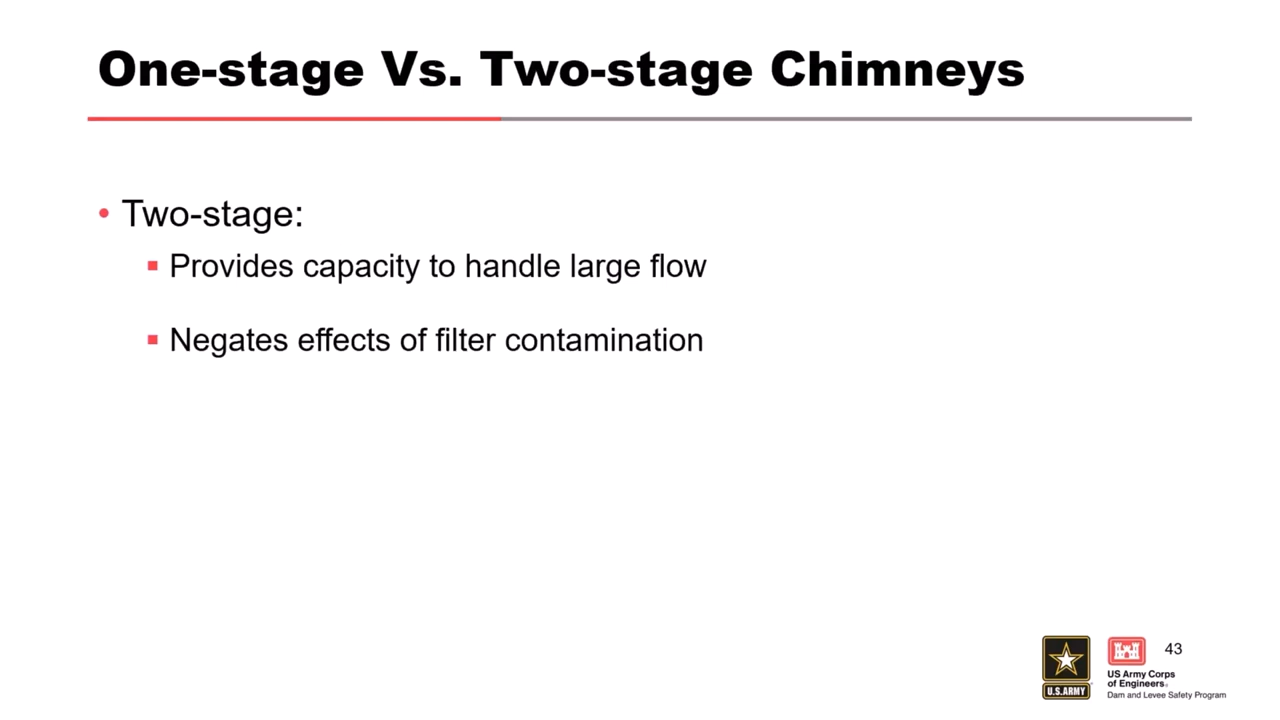 One-stage Vs. Two-stage Chimneys
• Two-stage:
▪ Provides capacity to handle large flow
▪ Negates effects of filter contamination
43
U.S.ARMY
US Army Corps
of Engineers®
Dam and Levee Safety Program